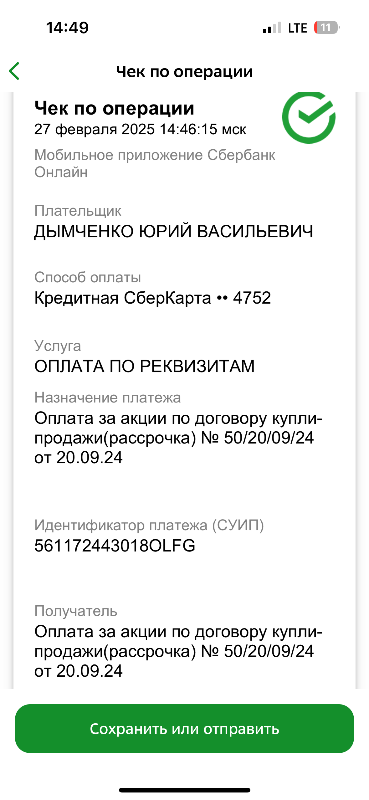 14:49
LTE 11
Чек по операции
Чек по операции
27 февраля 2025 14:46:15 мск
Мобильное приложение Сбербанк
Онлайн
Плательщик
ДЫМЧЕНКО ЮРИЙ ВАСИЛЬЕВИЧ
Способ оплаты
Кредитная СберКарта •• 4752
Услуга
ОПЛАТА ПО РЕКВИЗИТАМ
Назначение платежа
Оплата за акции по договору купли-
продажи(рассрочка) № 50/20/09/24
от 20.09.24
Идентификатор платежа (СУИП)
561172443018OLFG
Получатель
Оплата за акции по договору купли-
продажи(рассрочка) № 50/20/09/24
от 20.09.24
Сохранить или отправить